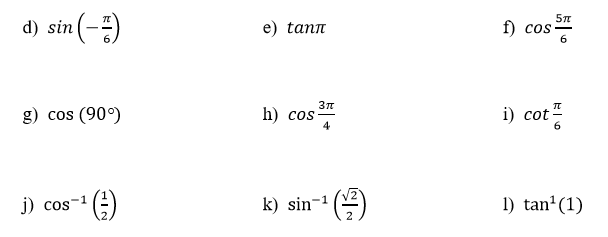 d) sin(−π/6) e) tanπ f) cos 5π/6
g) cos (90°) h) cos 3π/4 i) cot π/6
j) cos⁻¹(1/2) k) sin⁻¹(√2/2) l) tan¹(1)